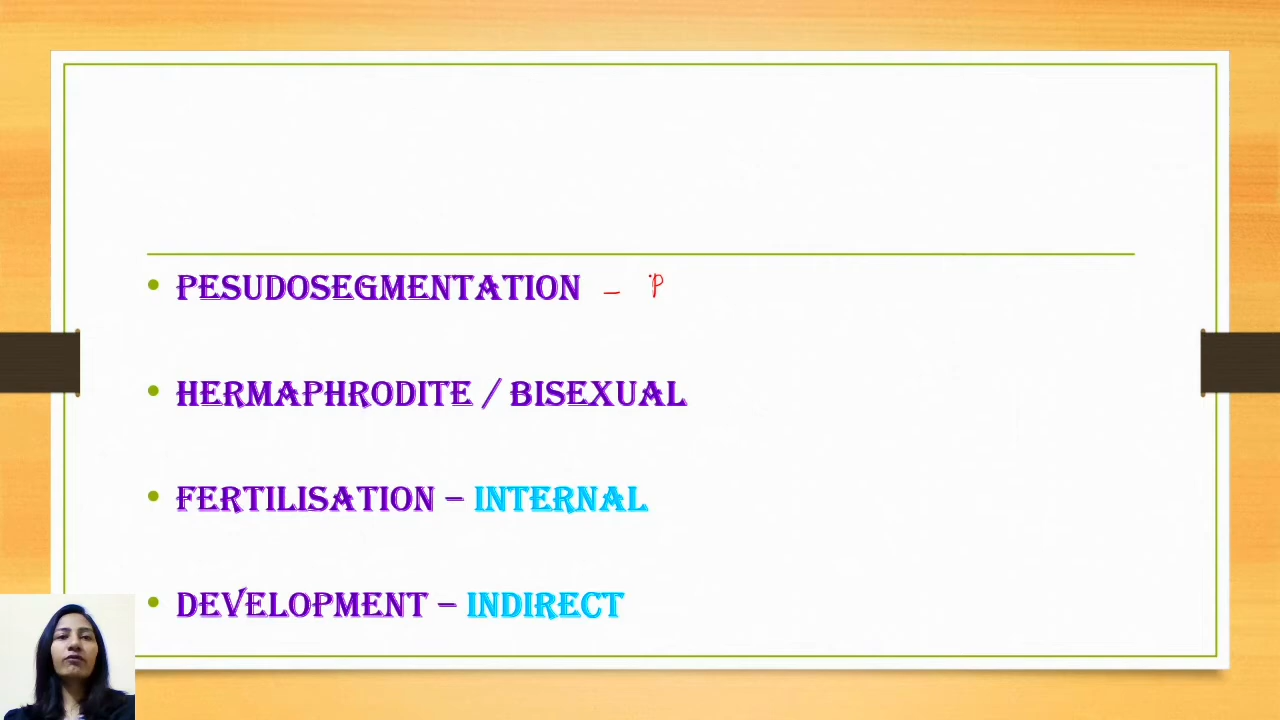 • PESUDOSEGMENTATION – P
• HERMAPHRODITE / BISEXUAL
• FERTILISATION – INTERNAL
• DEVELOPMENT – INDIRECT